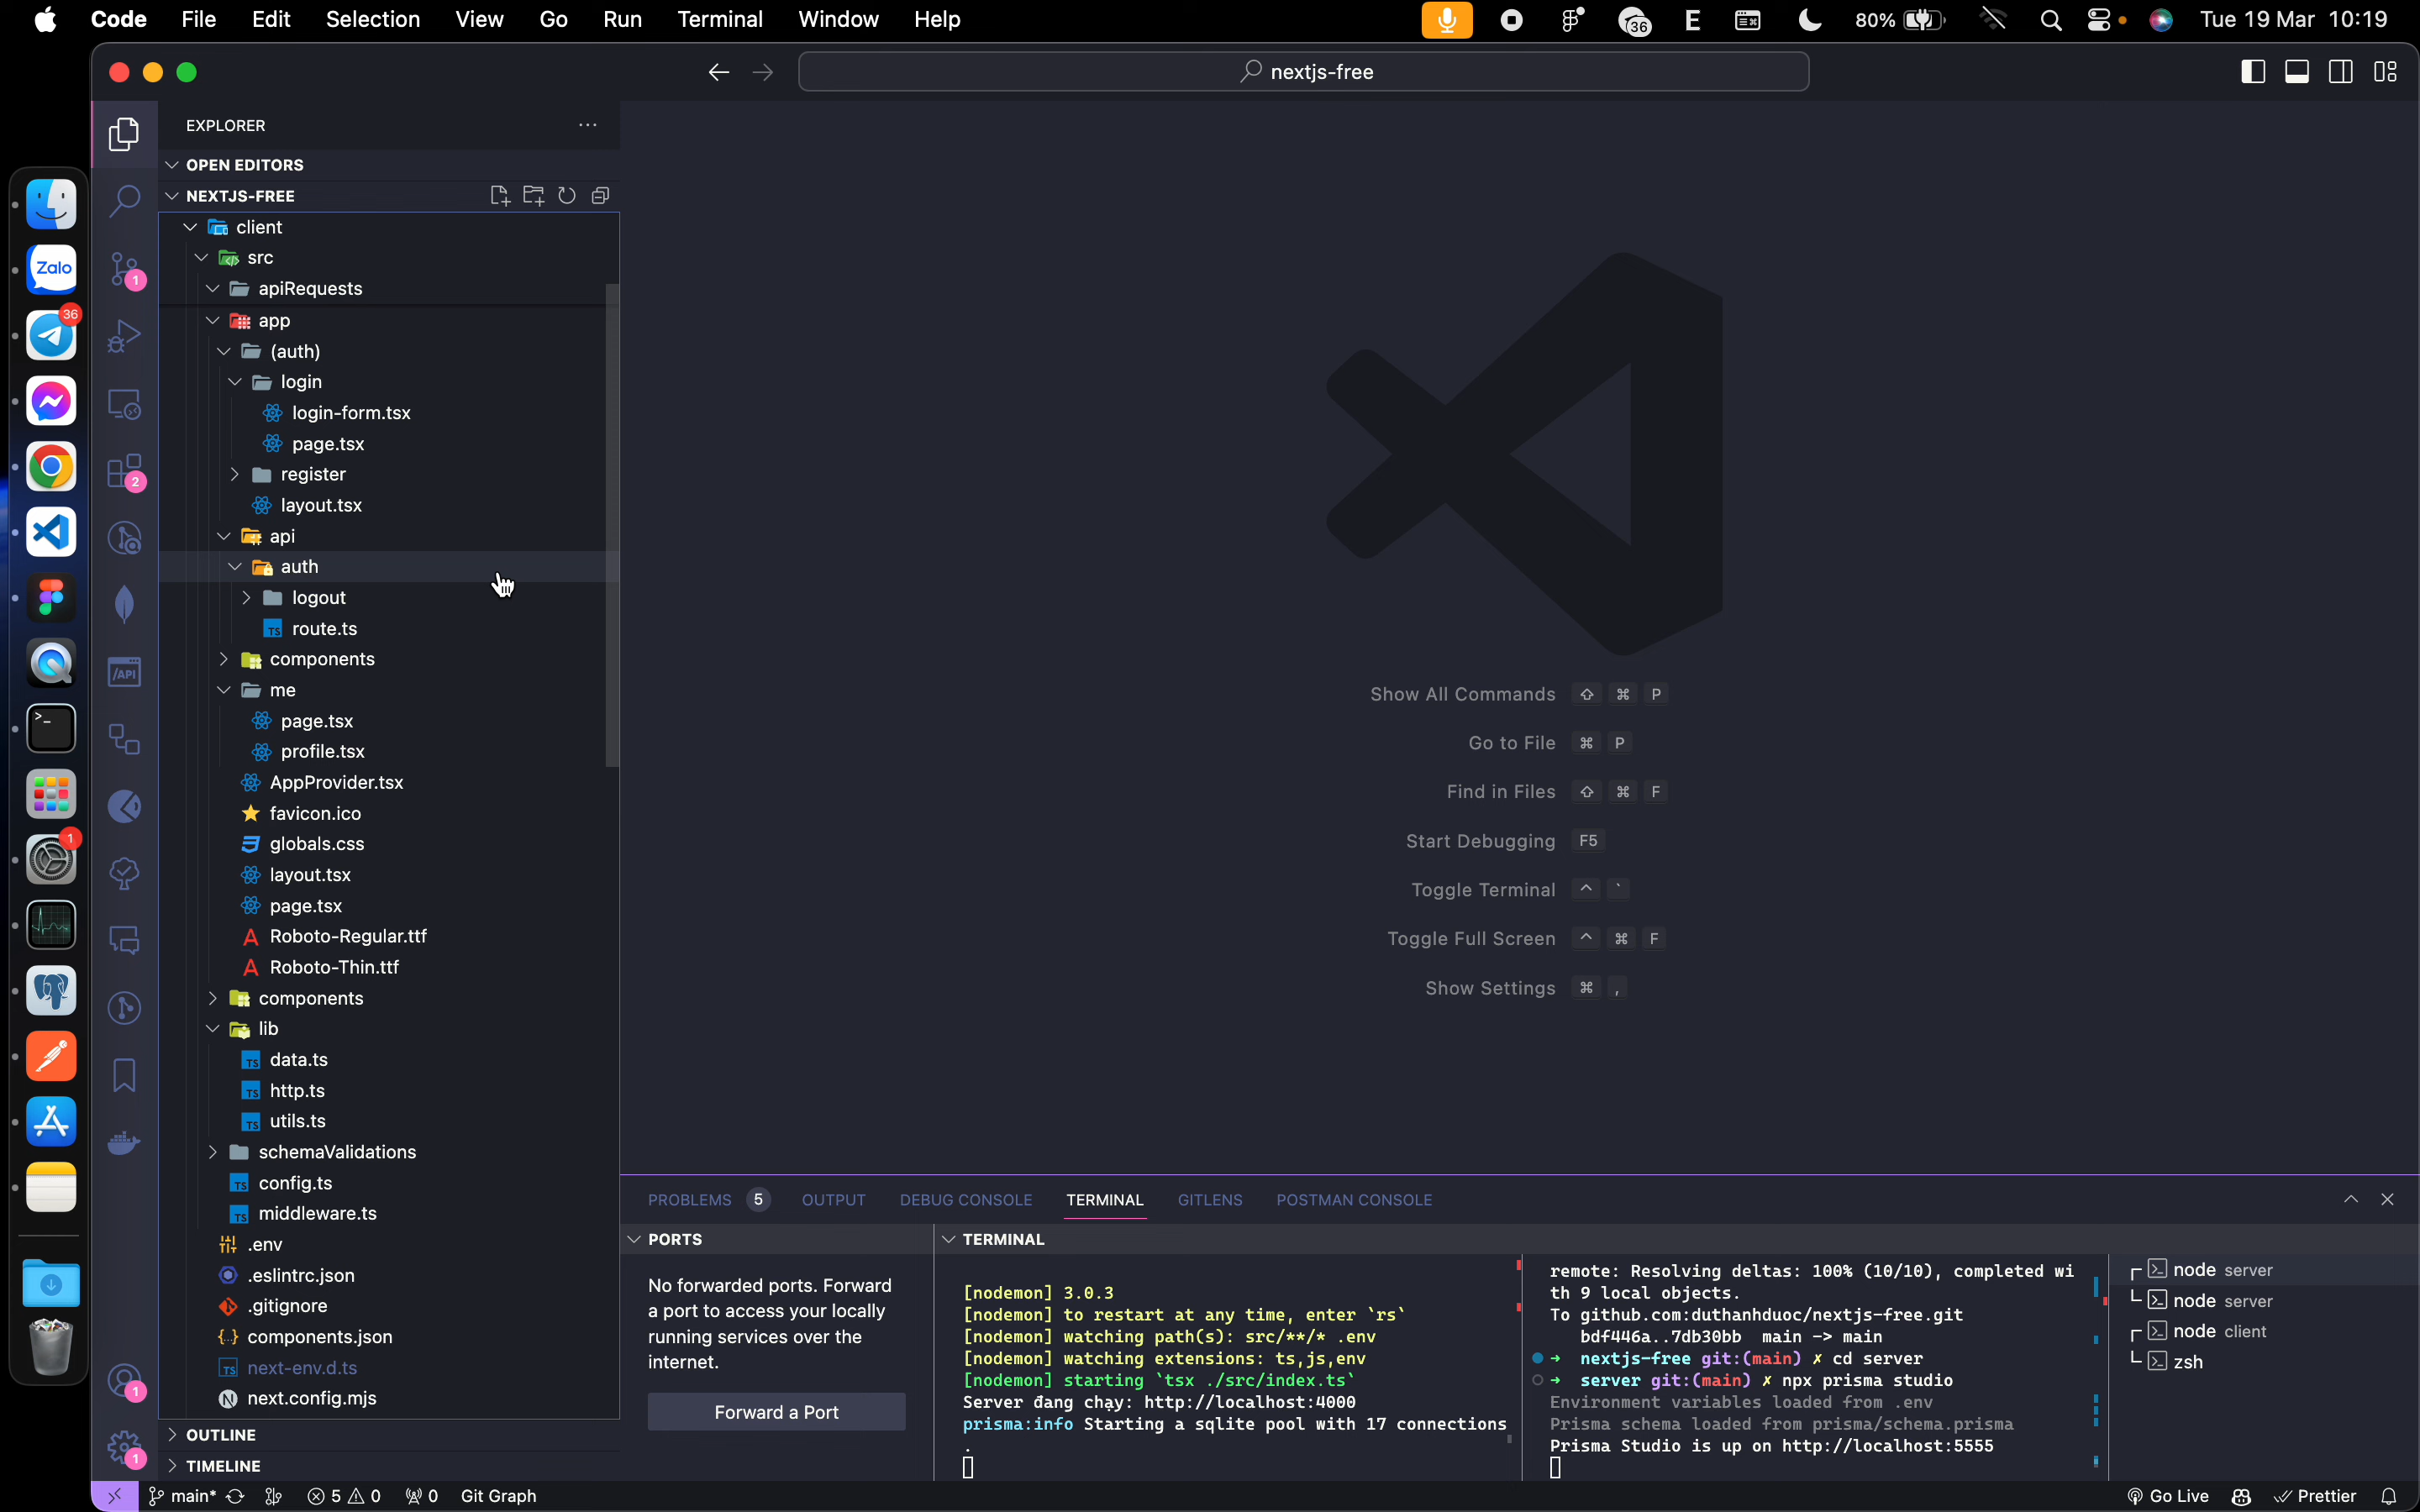 Code File Edit Selection View Go Run Terminal Window Help 36 E 80% Tue 19 Mar 10:19
nextjs-free
EXPLORER
OPEN EDITORS
NEXTJS-FREE
client
src
apiRequests
app
(auth)
login
login-form.tsx
page.tsx
register
layout.tsx
api
auth
logout
route.ts
components
me
page.tsx
profile.tsx
AppProvider.tsx
favicon.ico
globals.css
layout.tsx
page.tsx
Roboto-Regular.ttf
Roboto-Thin.ttf
components
lib
data.ts
http.ts
utils.ts
schemaValidations
config.ts
middleware.ts
.env
.eslintrc.json
.gitignore
components.json
next-env.d.ts
next.config.mjs
OUTLINE
TIMELINE
Zalo
36
1
1
2
/API
1
1
Show All Commands ⇧ ⌘ P
Go to File ⌘ P
Find in Files ⇧ ⌘ F
Start Debugging F5
Toggle Terminal ^ `
Toggle Full Screen ^ ⌘ F
Show Settings ⌘ ,
PROBLEMS 5 OUTPUT DEBUG CONSOLE TERMINAL GITLENS POSTMAN CONSOLE
PORTS
No forwarded ports. Forward
a port to access your locally
running services over the
internet.
Forward a Port
TERMINAL
[nodemon] 3.0.3
[nodemon] to restart at any time, enter `rs`
[nodemon] watching path(s): src/**/* .env
[nodemon] watching extensions: ts,js,env
[nodemon] starting `tsx ./src/index.ts`
Server đang chạy: http://localhost:4000
prisma:info Starting a sqlite pool with 17 connections
.
remote: Resolving deltas: 100% (10/10), completed wi
th 9 local objects.
To github.com:duthanhduoc/nextjs-free.git
bdf446a..7db30bb main -> main
➜ nextjs-free git:(main) ✗ cd server
➜ server git:(main) ✗ npx prisma studio
Environment variables loaded from .env
Prisma schema loaded from prisma/schema.prisma
Prisma Studio is up on http://localhost:5555
node server
node server
node client
zsh
main* 5 0 0 Git Graph Go Live Prettier